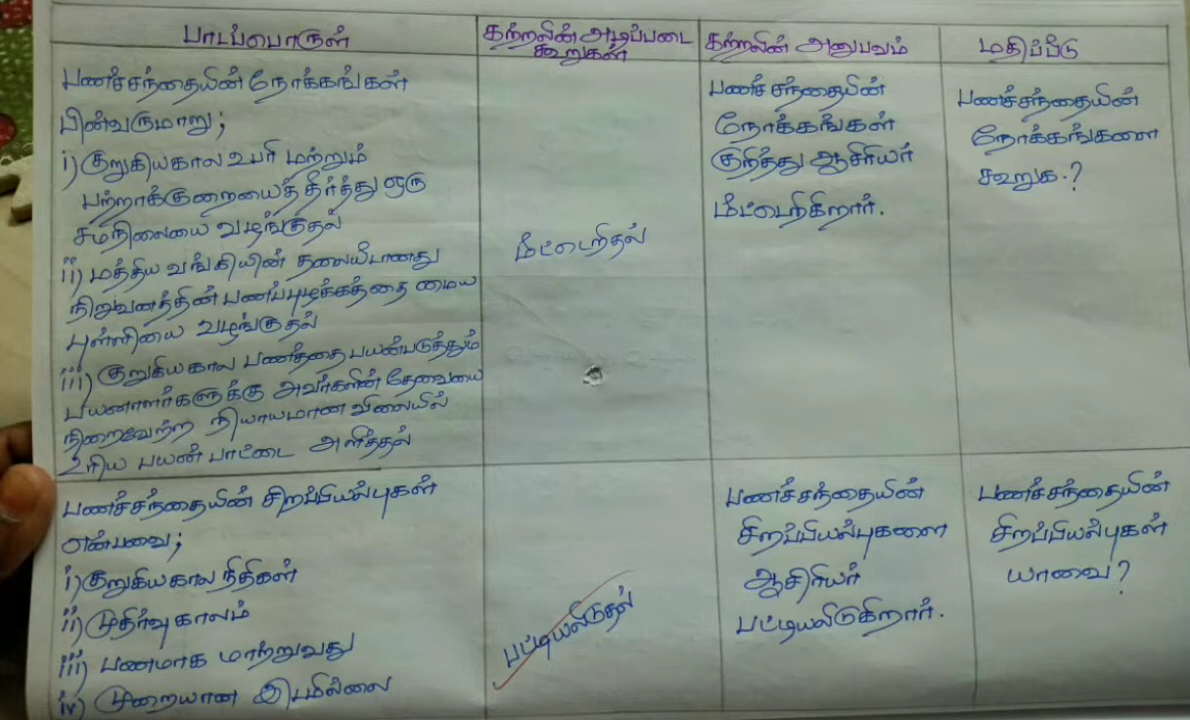 பாடப்பொருள்
கற்றலின் அடிப்படை
கூறுகள்
கற்றலின் அனுபவம்
மதிப்பீடு
பணச்சந்தையின் நோக்கங்கள்
பின்வருமாறு;
i) குறுகியகால உபரி மற்றும்
பற்றாக்குறையைத் தீர்த்து ஒரு
சமநிலையை வழங்குதல்
ii) மத்திய வங்கியின் தலையீடானது
நிறுவனத்தின் பணப்புழக்கத்தை மைய
புள்ளியை வழங்குதல்
iii) குறுகியகால பணத்தை பயன்படுத்தும்
பயனாளர்களுக்கு அவர்களின் தேவையை
நிறைவேற்ற நியாயமான விலையில்
உரிய பயன் பாட்டை அளித்தல்
மீட்டறிதல்
பணச்சந்தையின்
நோக்கங்கள்
குறித்து ஆசிரியர்
மீட்டெறிகிறார்.
பணச்சந்தையின்
நோக்கங்களை
கூறுக.?
பணச்சந்தையின் சிறப்பியல்புகள்
என்பவை;
i) குறுகியகால நிதிகள்
ii) முதிர்வு காலம்
iii) பணமாக மாற்றுவது
iv) முறையான இடமில்லை
பட்டியலிடுதல்
பணச்சந்தையின்
சிறப்பியல்புகளை
ஆசிரியர்
பட்டியலிடுகிறார்.
பணச்சந்தையின்
சிறப்பியல்புகள்
யாவை?